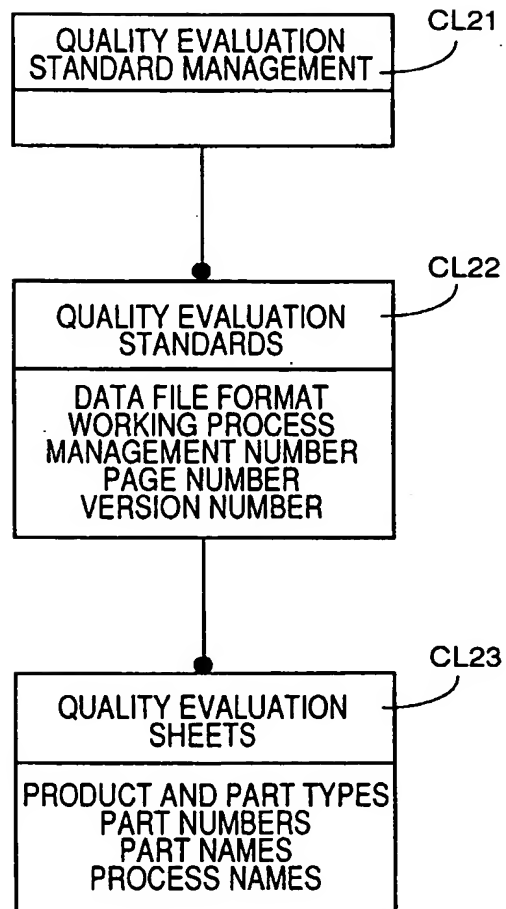 QUALITY EVALUATION
STANDARD MANAGEMENT
CL21
CL22
QUALITY EVALUATION
STANDARDS
DATA FILE FORMAT
WORKING PROCESS
MANAGEMENT NUMBER
PAGE NUMBER
VERSION NUMBER
CL23
QUALITY EVALUATION
SHEETS
PRODUCT AND PART TYPES
PART NUMBERS
PART NAMES
PROCESS NAMES